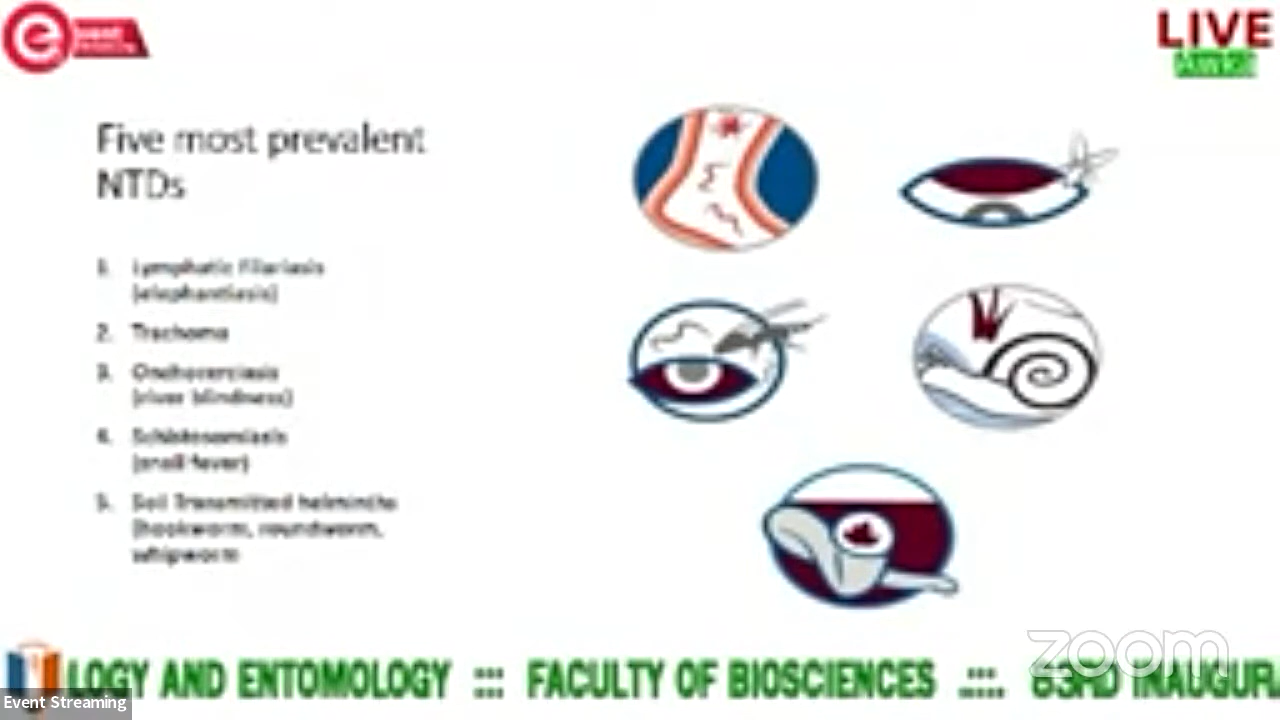 LIVE
Awka
Five most prevalent
NTDs
1. Lymphatic Filariasis
(elephantiasis)
2. Trachoma
3. Onchocerciasis
(river blindness)
4. Schistosomiasis
(snail fever)
5. Soil Transmitted helminths
(hookworm, roundworm,
whipworm
zoom
LOGY AND ENTOMOLOGY ::: FACULTY OF BIOSCIENCES ::::. 63RD INAUGUR
Event Streaming